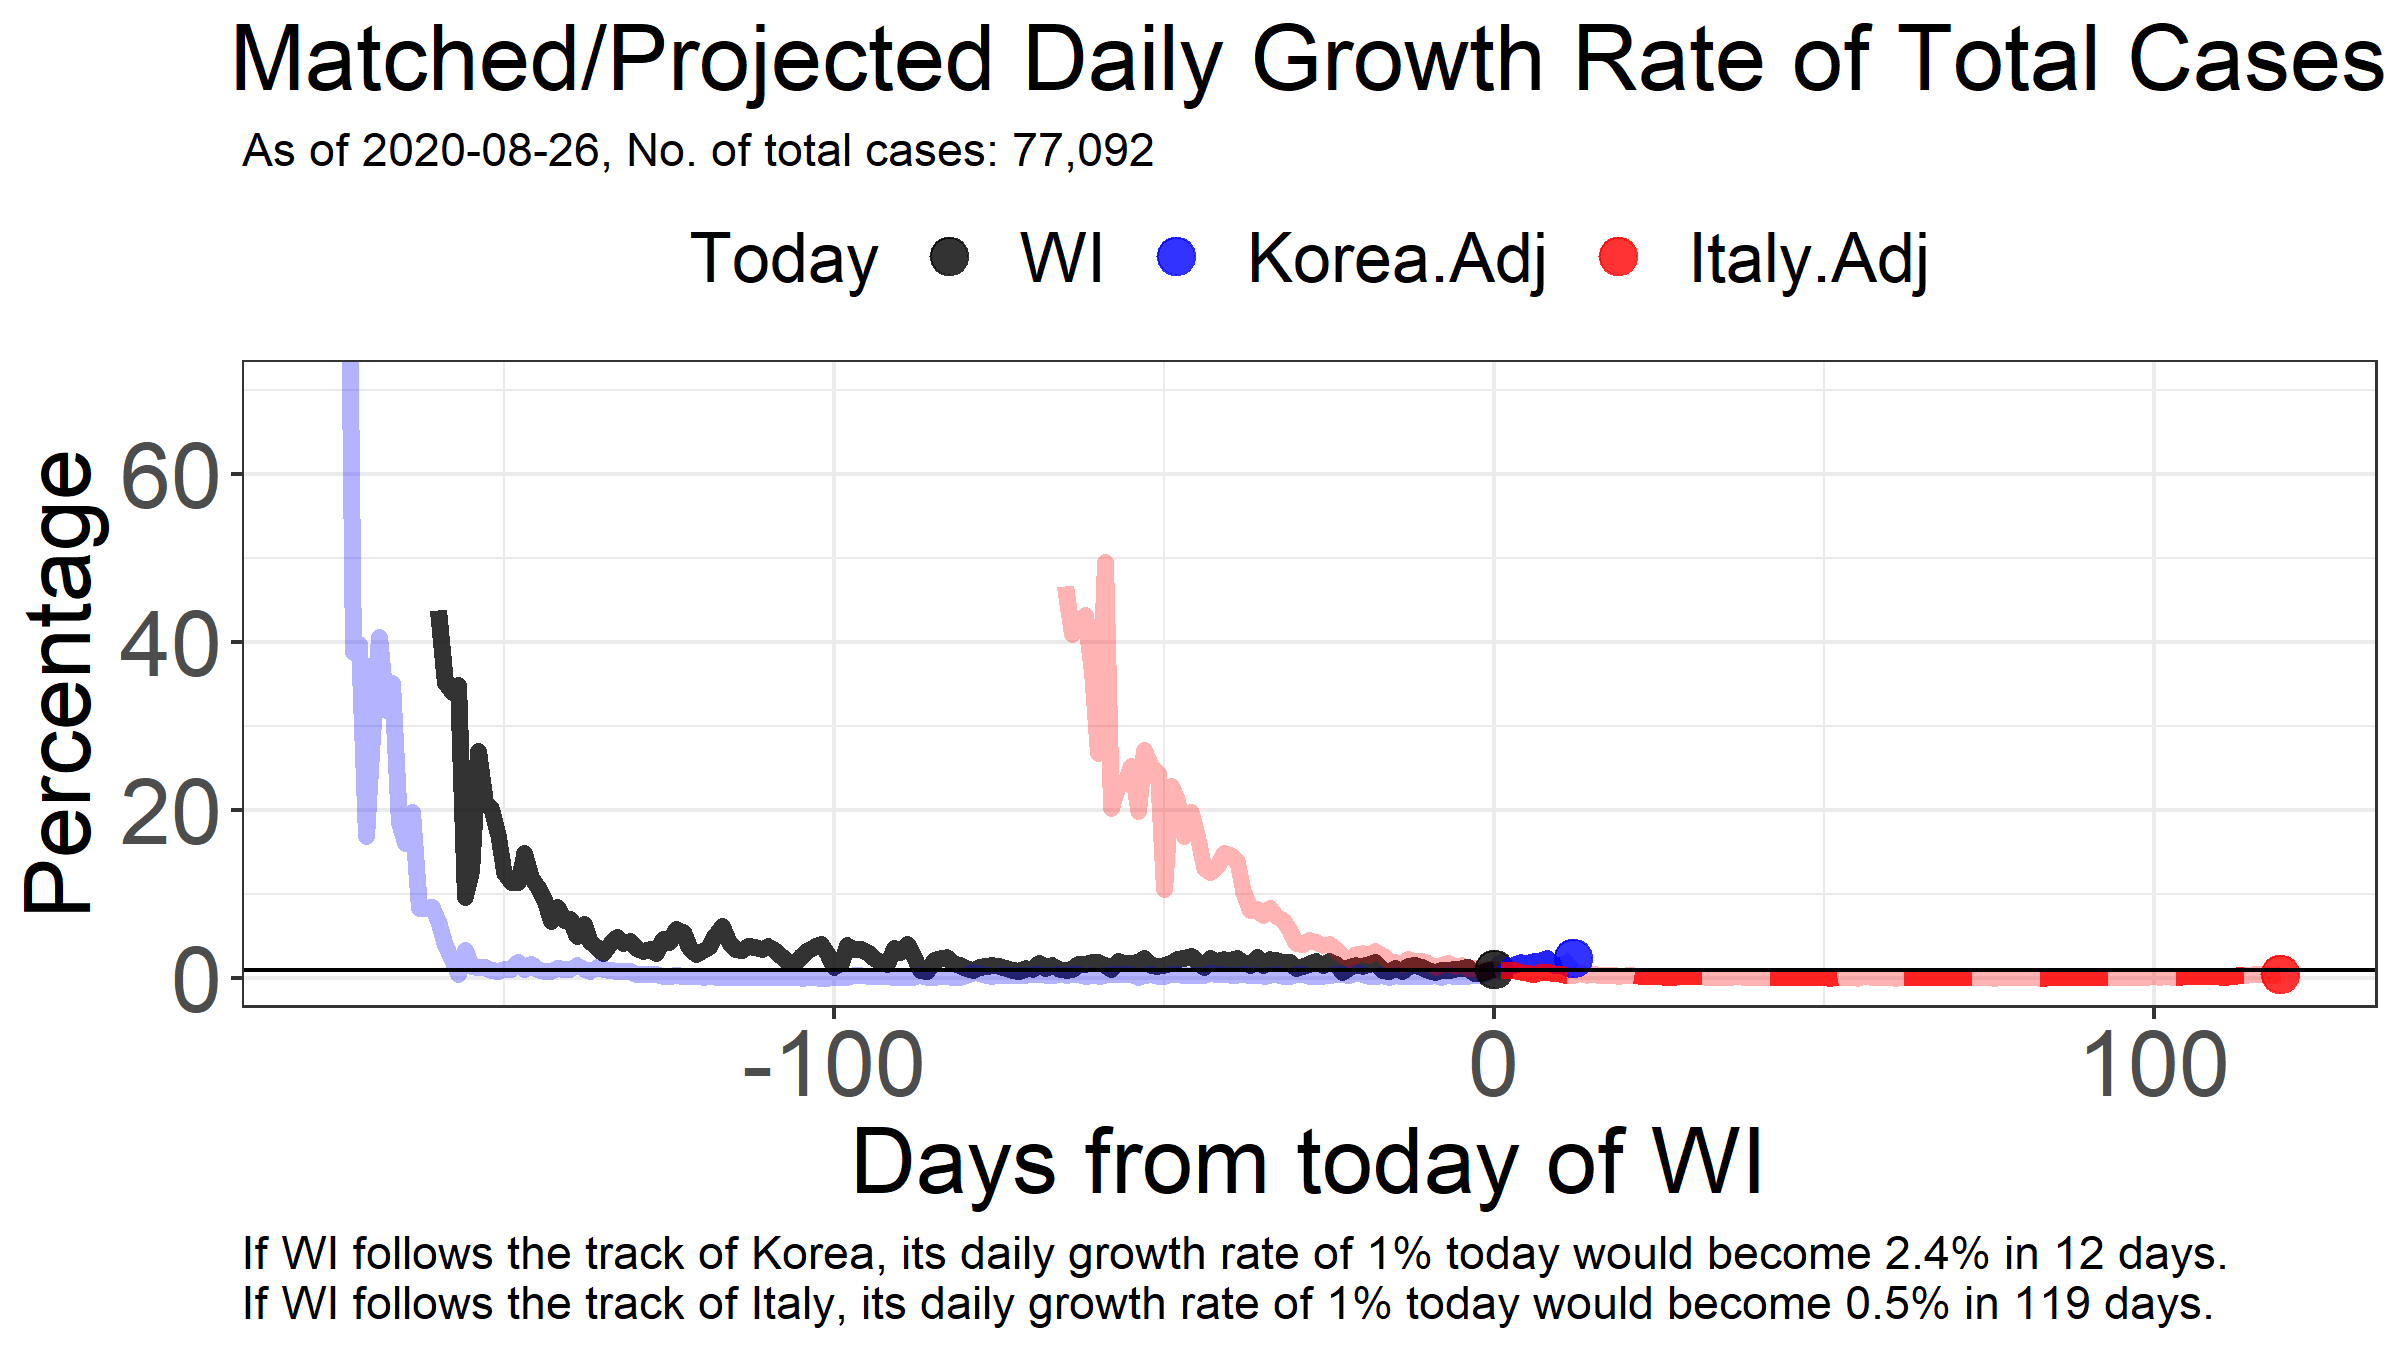 Matched/Projected Daily Growth Rate of Total Cases
As of 2020-08-26, No. of total cases: 77,092
Today WI Korea.Adj Italy.Adj
Percentage
60
40
20
0
-100 0 100
Days from today of WI
If WI follows the track of Korea, its daily growth rate of 1% today would become 2.4% in 12 days.
If WI follows the track of Italy, its daily growth rate of 1% today would become 0.5% in 119 days.